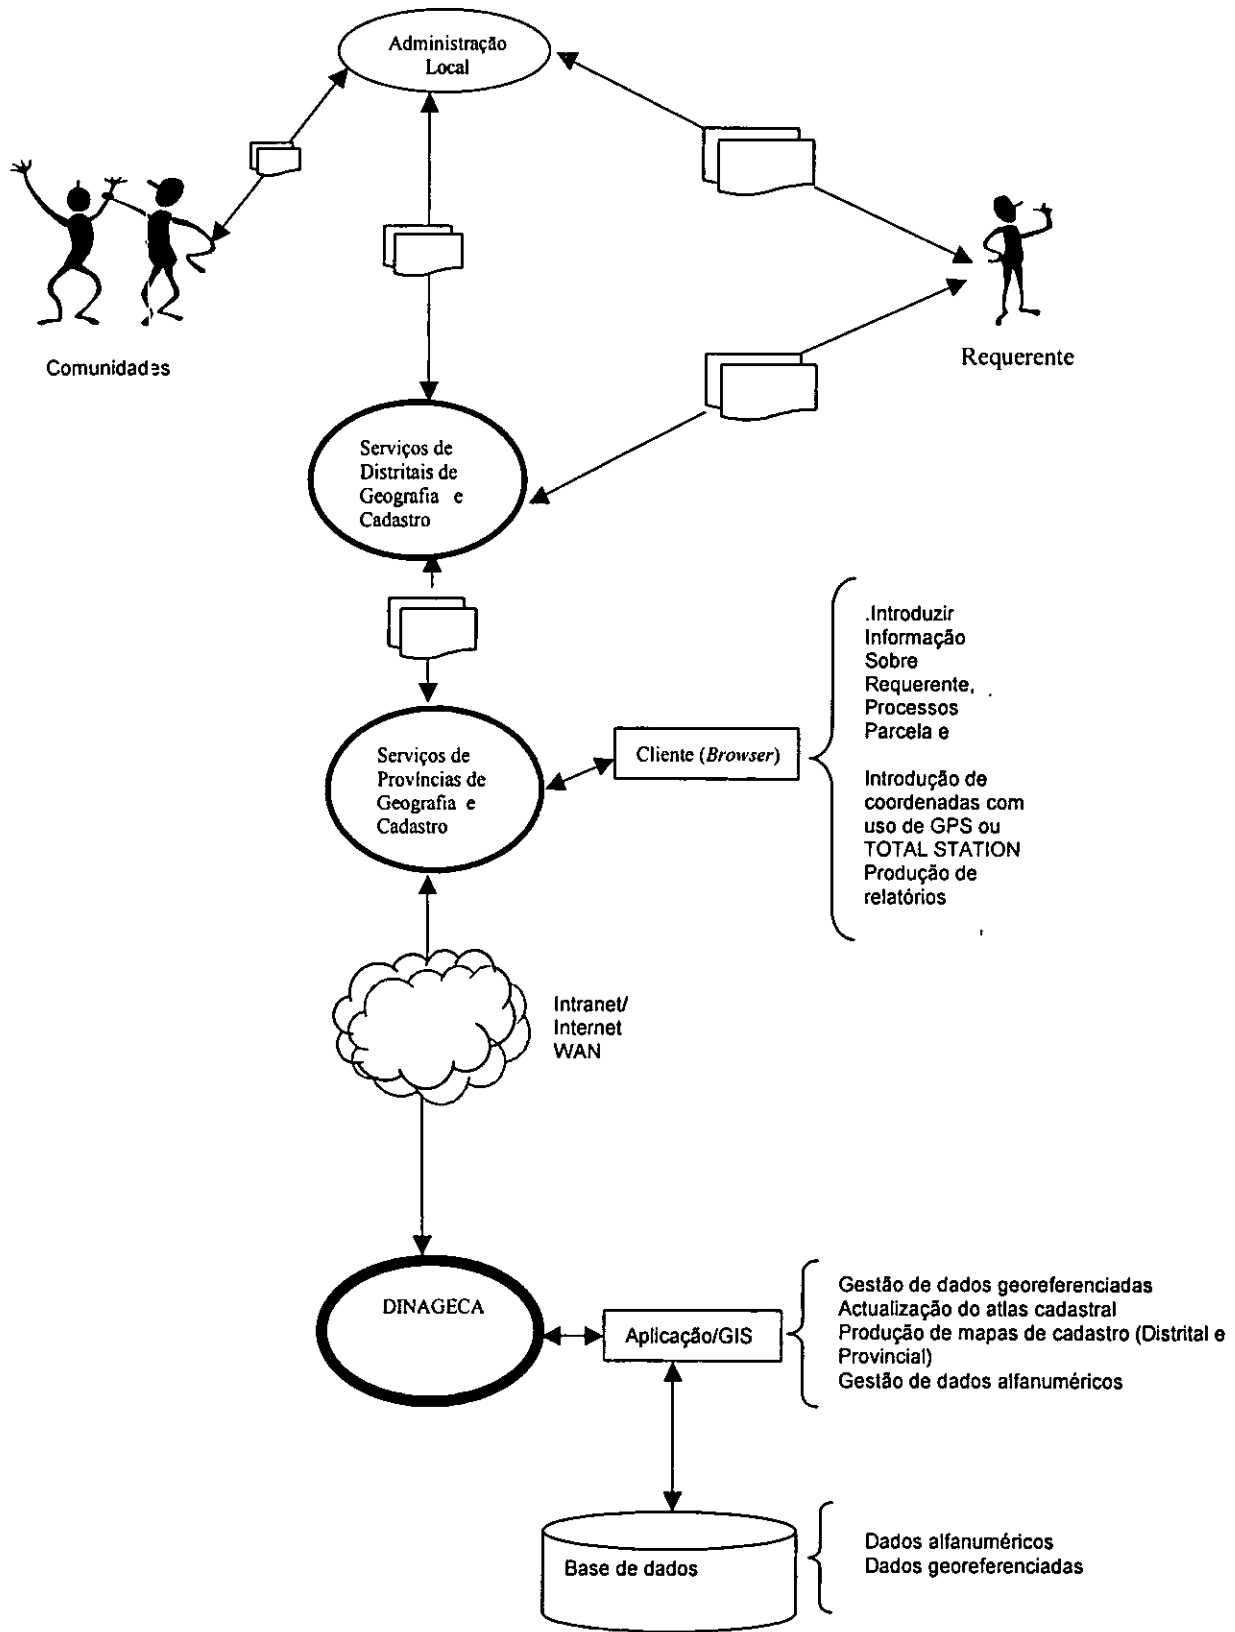 Administração
Local
Comunidades
Requerente
Serviços de
Distritais de
Geografia e
Cadastro
.Introduzir
Informação
Sobre
Requerente,
Processos
Parcela e
Serviços de
Províncias de
Geografia e
Cadastro
Cliente (Browser)
Introdução de
coordenadas com
uso de GPS ou
TOTAL STATION
Produção de
relatórios
Intranet/
Internet
WAN
DINAGECA
Aplicação/GIS
Gestão de dados georeferenciadas
Actualização do atlas cadastral
Produção de mapas de cadastro (Distrital e
Provincial)
Gestão de dados alfanuméricos
Base de dados
Dados alfanuméricos
Dados georeferenciadas